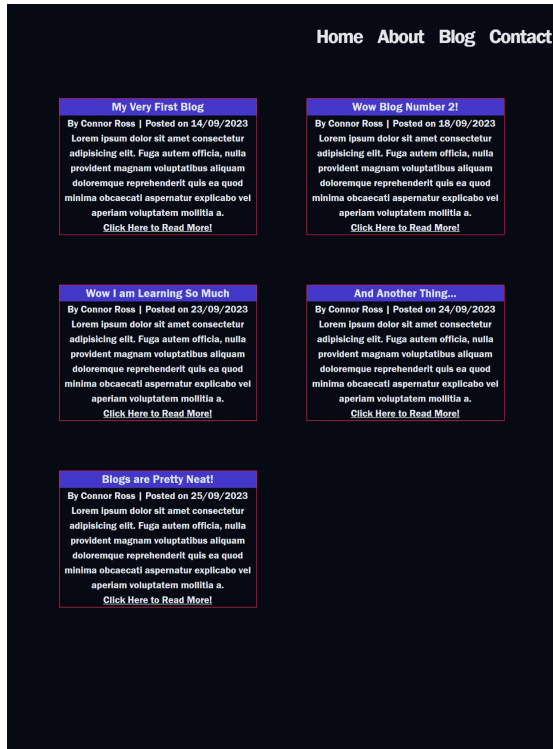 Home About Blog Contact
My Very First Blog
By Connor Ross | Posted on 14/09/2023
Lorem ipsum dolor sit amet consectetur
adipisicing elit. Fuga autem officia, nulla
provident magnam voluptatibus aliquam
doloremque reprehenderit quis ea quod
minima obcaecati aspernatur explicabo vel
aperiam voluptatem mollitia a.
Click Here to Read More!
Wow Blog Number 2!
By Connor Ross | Posted on 18/09/2023
Lorem ipsum dolor sit amet consectetur
adipisicing elit. Fuga autem officia, nulla
provident magnam voluptatibus aliquam
doloremque reprehenderit quis ea quod
minima obcaecati aspernatur explicabo vel
aperiam voluptatem mollitia a.
Click Here to Read More!
Wow I am Learning So Much
By Connor Ross | Posted on 23/09/2023
Lorem ipsum dolor sit amet consectetur
adipisicing elit. Fuga autem officia, nulla
provident magnam voluptatibus aliquam
doloremque reprehenderit quis ea quod
minima obcaecati aspernatur explicabo vel
aperiam voluptatem mollitia a.
Click Here to Read More!
And Another Thing...
By Connor Ross | Posted on 24/09/2023
Lorem ipsum dolor sit amet consectetur
adipisicing elit. Fuga autem officia, nulla
provident magnam voluptatibus aliquam
doloremque reprehenderit quis ea quod
minima obcaecati aspernatur explicabo vel
aperiam voluptatem mollitia a.
Click Here to Read More!
Blogs are Pretty Neat!
By Connor Ross | Posted on 25/09/2023
Lorem ipsum dolor sit amet consectetur
adipisicing elit. Fuga autem officia, nulla
provident magnam voluptatibus aliquam
doloremque reprehenderit quis ea quod
minima obcaecati aspernatur explicabo vel
aperiam voluptatem mollitia a.
Click Here to Read More!